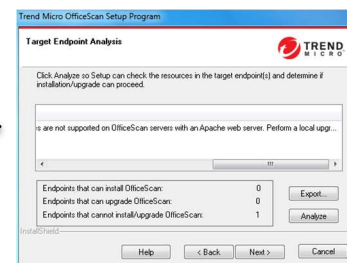 Trend Micro OfficeScan Setup Program
Target Endpoint Analysis
TREND
MICRO
Click Analyze so Setup can check the resources in the target endpoint(s) and determine if
installation/upgrade can proceed.
s are not supported on OfficeScan servers with an Apache web server. Perform a local upgr...
Endpoints that can install OfficeScan: 0
Endpoints that can upgrade OfficeScan: 0
Endpoints that cannot install/upgrade OfficeScan: 1
Export...
Analyze
InstallShield
Help
< Back
Next >
Cancel